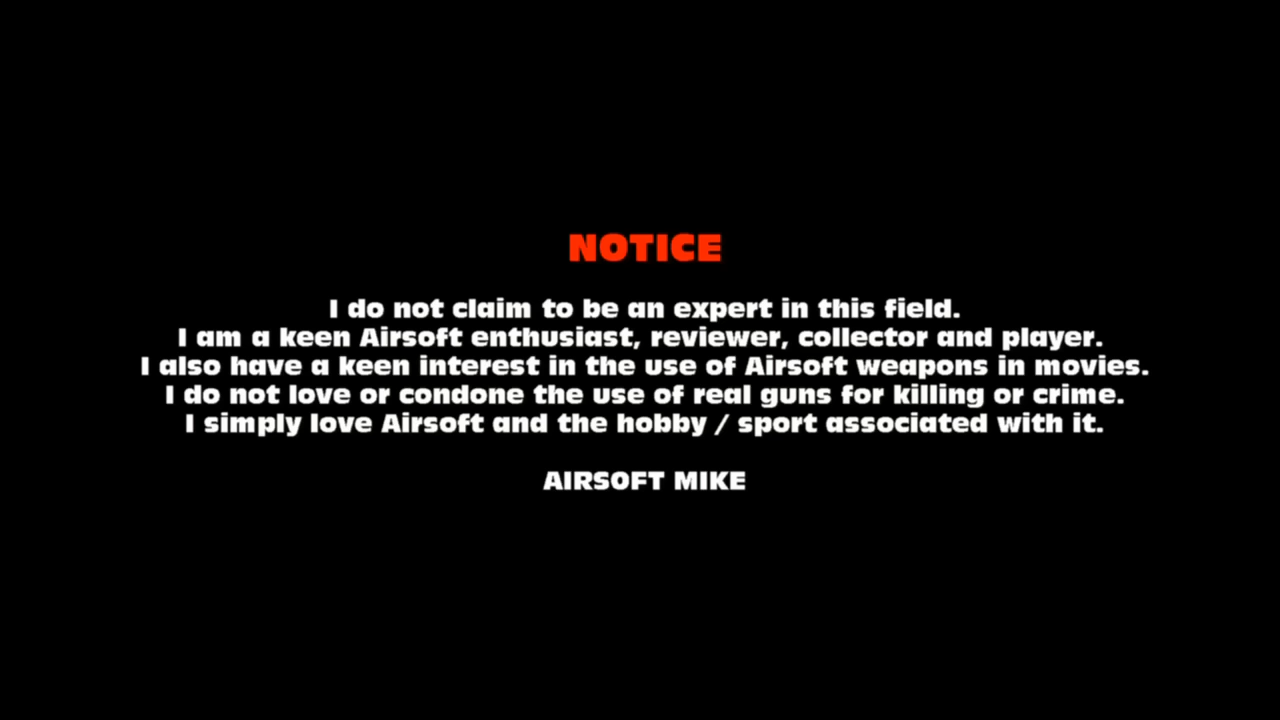 NOTICE
I do not claim to be an expert in this field.
I am a keen Airsoft enthusiast, reviewer, collector and player.
I also have a keen interest in the use of Airsoft weapons in movies.
I do not love or condone the use of real guns for killing or crime.
I simply love Airsoft and the hobby / sport associated with it.
AIRSOFT MIKE